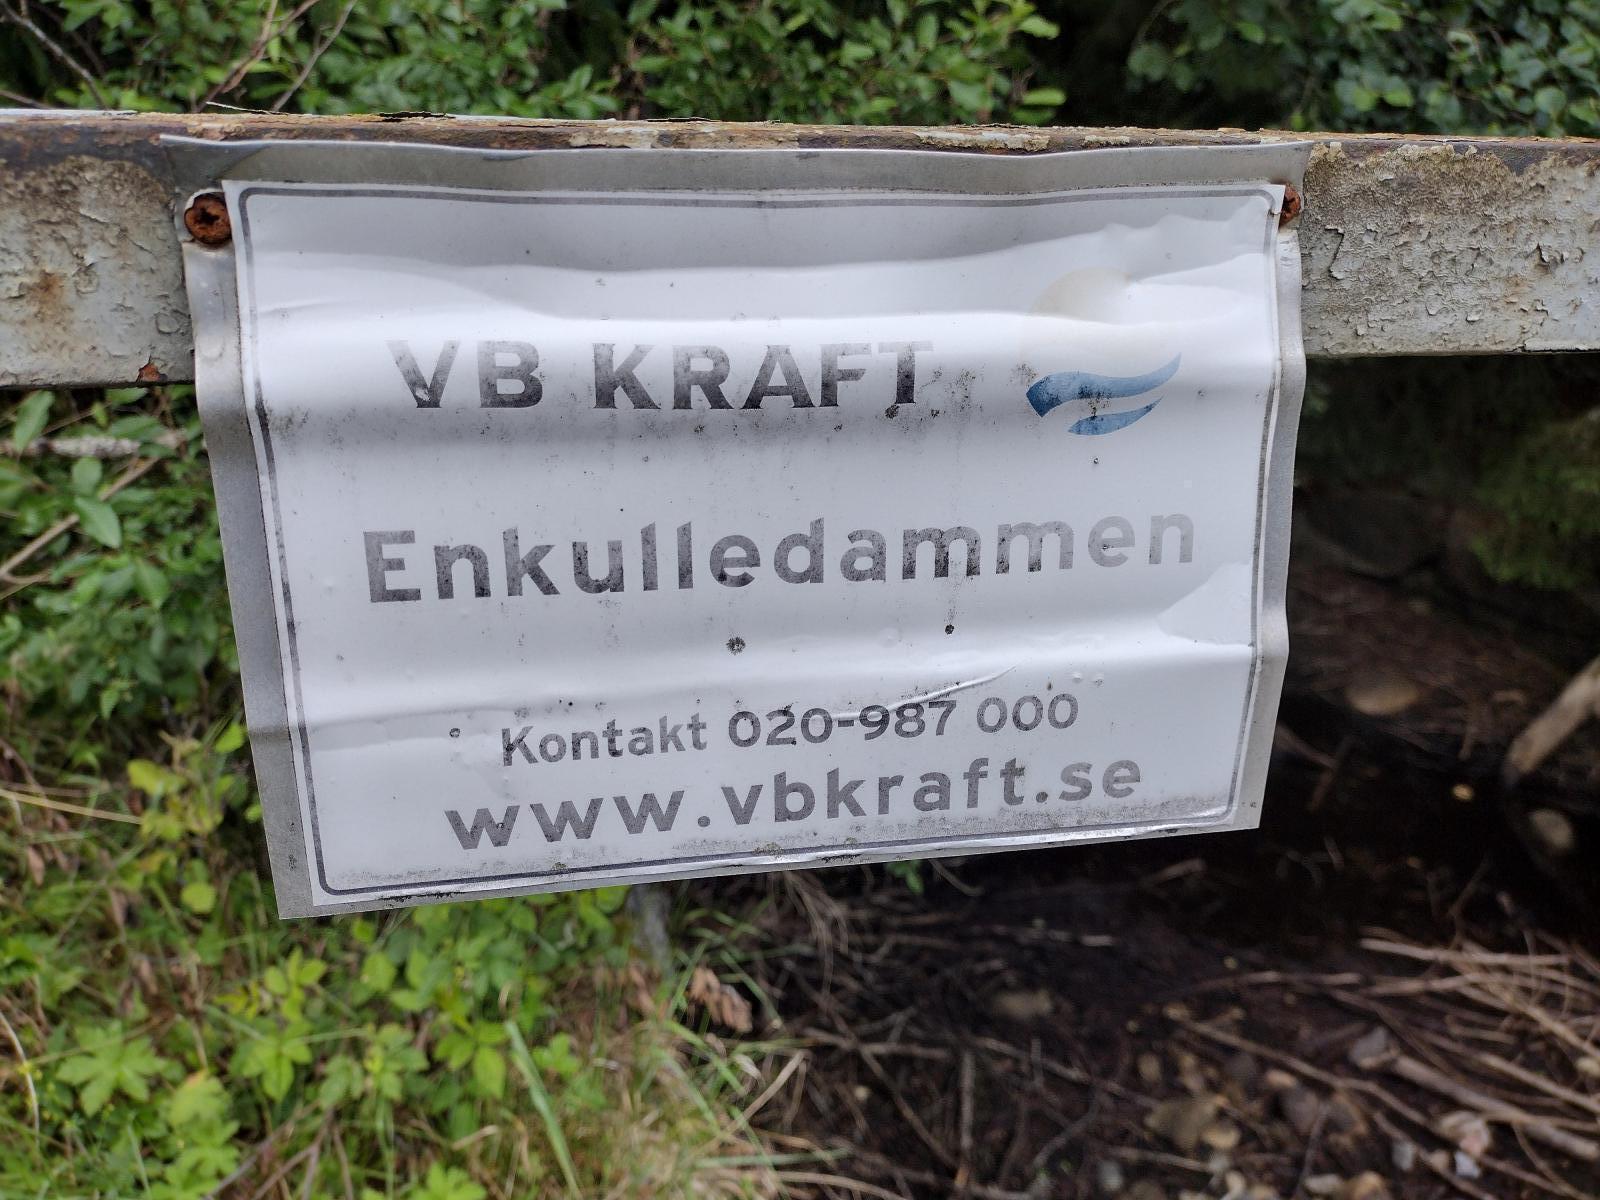 VB KRAFT
Enkulledammen
Kontakt 020-987 000
www.vbkraft.se